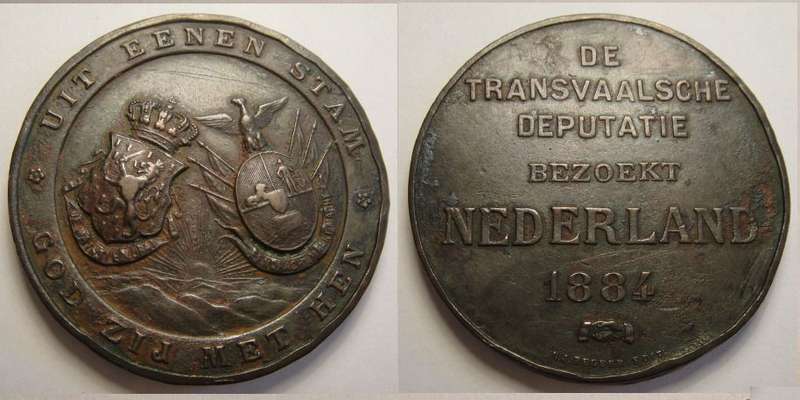 UIT EENEN STAM
GOD ZIJ MET HEN
DE
TRANSVAALSCHE
DEPUTATIE
BEZOEKT
NEDERLAND
1884